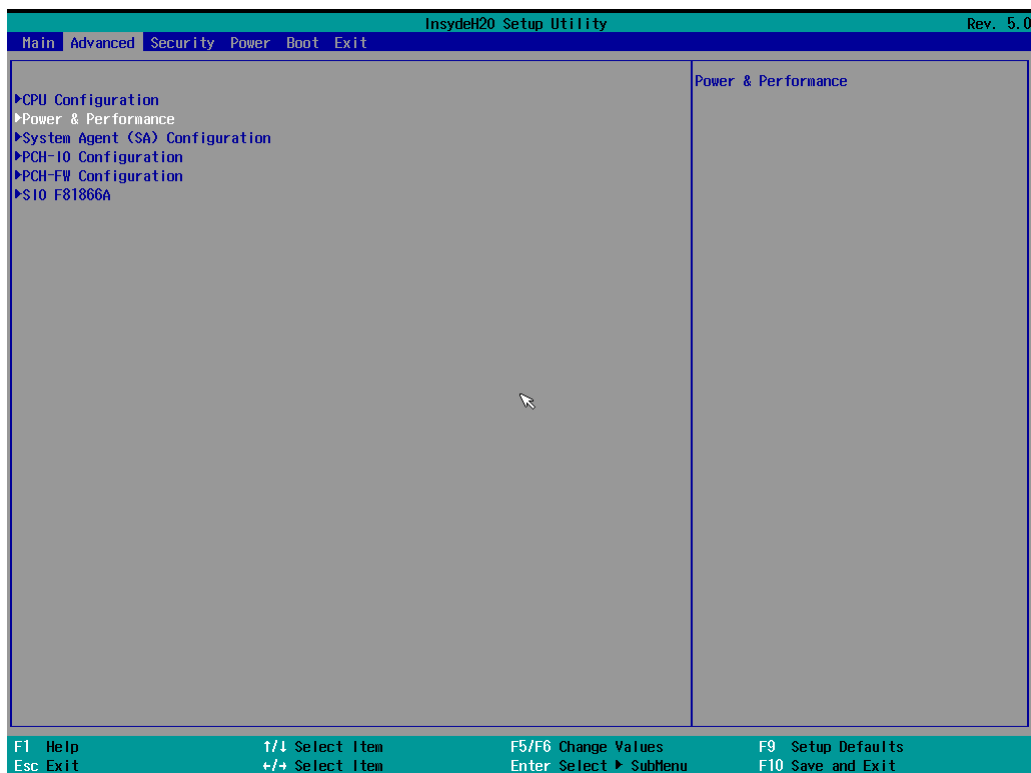 InsydeH20 Setup Utility Rev. 5.0
Main Advanced Security Power Boot Exit
Power & Performance
▶CPU Configuration
▶Power & Performance
▶System Agent (SA) Configuration
▶PCH-IO Configuration
▶PCH-FW Configuration
▶SIO F81866A
F1 Help ↑/↓ Select Item F5/F6 Change Values F9 Setup Defaults
Esc Exit ←/→ Select Item Enter Select ▶ SubMenu F10 Save and Exit